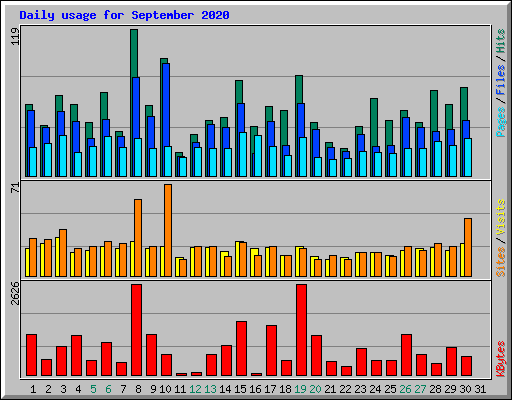 Daily usage for September 2020
119
Pages / Files / Hits
71
Sites / Visits
2626
KBytes
1 2 3 4 5 6 7 8 9 10 11 12 13 14 15 16 17 18 19 20 21 22 23 24 25 26 27 28 29 30 31